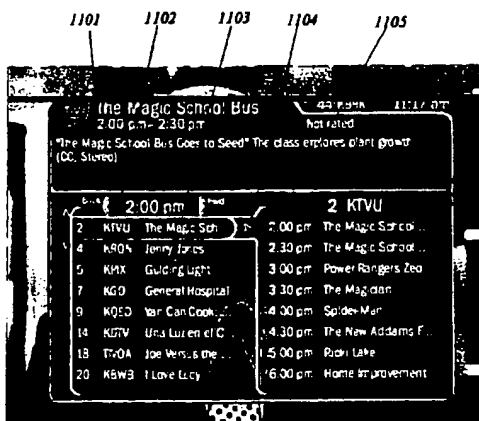 1101 1102 1103 1104 1105
The Magic School Bus
11:17 am
2:00 pm - 2:30 pm
Not rated
"The Magic School Bus Goes to Seed" The class explores plant growth
(CC, Stereo)
2:00 pm
2 KTVU
2 KTVU The Magic Sch
2:00 pm The Magic School ...
4 KRON Jenny Jones
2:30 pm The Magic School ...
5 KPIX Guiding Light
3:00 pm Power Rangers Zeo
7 KGO General Hospital
3:30 pm The Magician
9 KQED Yan Can Cook ...
4:00 pm Spider-Man
14 KDTV
4:30 pm The New Addams F...
18 Joe Versus the ...
5:00 pm Ricki Lake
20 KBWB I Love Lucy
6:00 pm Home Improvement